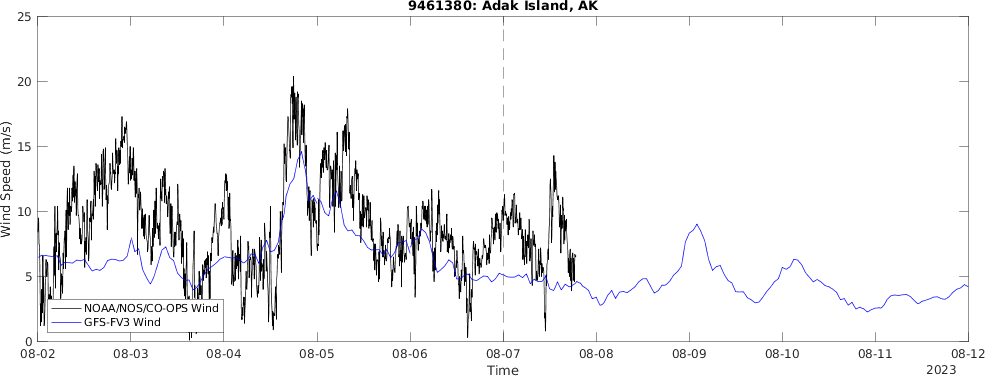 9461380: Adak Island, AK
Wind Speed (m/s)
25
20
15
10
5
0
NOAA/NOS/CO-OPS Wind
GFS-FV3 Wind
08-02 08-03 08-04 08-05 08-06 08-07 08-08 08-09 08-10 08-11 08-12
Time
2023